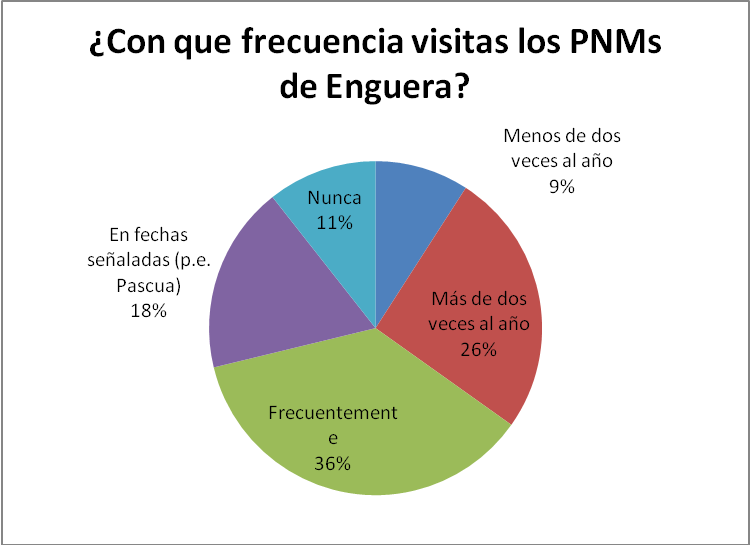 ¿Con que frecuencia visitas los PNMs
de Enguera?
Menos de dos
veces al año
9%
Nunca
11%
En fechas
señaladas (p.e.
Pascua)
18%
Más de dos
veces al año
26%
Frecuentement
e
36%